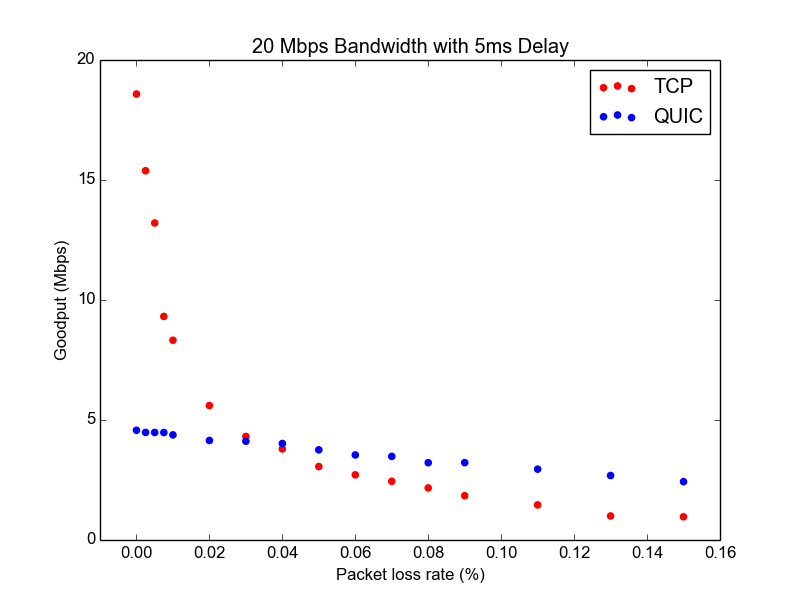 20 Mbps Bandwidth with 5ms Delay
TCP
QUIC
20
15
10
5
0
Goodput (Mbps)
0.00 0.02 0.04 0.06 0.08 0.10 0.12 0.14 0.16
Packet loss rate (%)